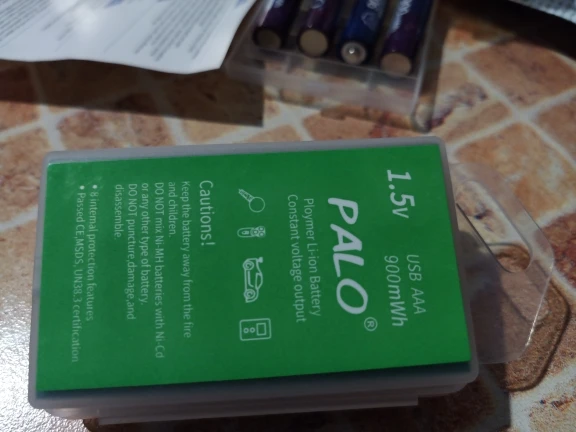 1.5V
USB AAA
900mWh
PALO®
Ploymer Li-ion Battery
Constant voltage output
Cautions!
Keep the battery away from the fire
and children.
DO NOT mix Ni-MH batteries with Ni-Cd
or any other type of battery.
DO NOT puncture,damage,and
disassemble.
• 8 internal protection features
• Passed CE,MSDS,UN38.3 certification